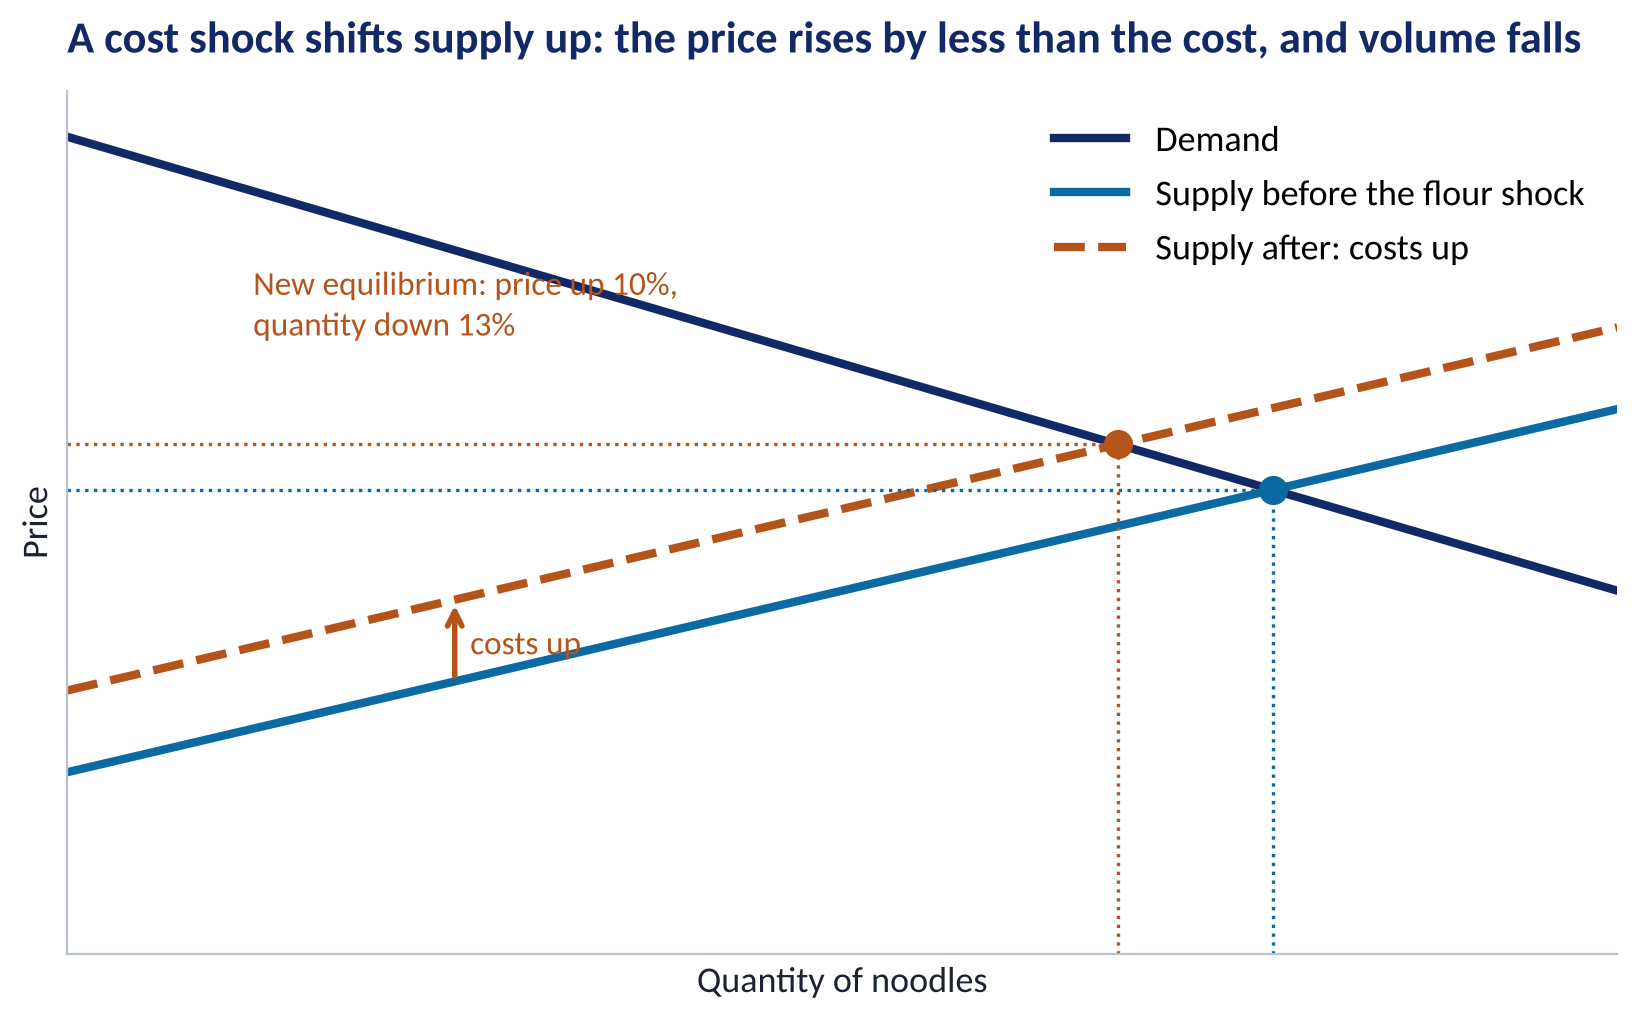 A cost shock shifts supply up: the price rises by less than the cost, and volume falls
Demand
Supply before the flour shock
Supply after: costs up
New equilibrium: price up 10%,
quantity down 13%
costs up
Price
Quantity of noodles